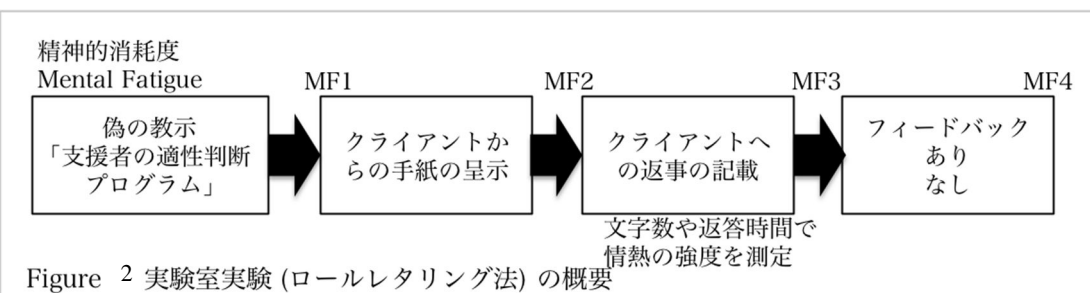 精神的消耗度
Mental Fatigue
MF1
MF2
MF3
MF4
偽の教示
「支援者の適性判断
プログラム」
クライアントか
らの手紙の呈示
クライアントへ
の返事の記載
フィードバック
あり
なし
文字数や返答時間で
情熱の強度を測定
Figure 2 実験室実験 (ロールレタリング法) の概要